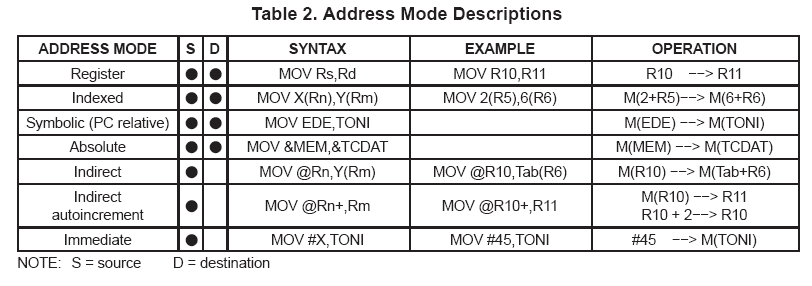 Table 2. Address Mode Descriptions
ADDRESS MODE S D SYNTAX EXAMPLE OPERATION
Register ● ● MOV Rs,Rd MOV R10,R11 R10 −−> R11
Indexed ● ● MOV X(Rn),Y(Rm) MOV 2(R5),6(R6) M(2+R5)−−> M(6+R6)
Symbolic (PC relative) ● ● MOV EDE,TONI M(EDE) −−> M(TONI)
Absolute ● ● MOV &MEM,&TCDAT M(MEM) −−> M(TCDAT)
Indirect ● MOV @Rn,Y(Rm) MOV @R10,Tab(R6) M(R10) −−> M(Tab+R6)
Indirect
autoincrement ● MOV @Rn+,Rm MOV @R10+,R11 M(R10) −−> R11
R10 + 2−−> R10
Immediate ● MOV #X,TONI MOV #45,TONI #45 −−> M(TONI)
NOTE: S = source D = destination